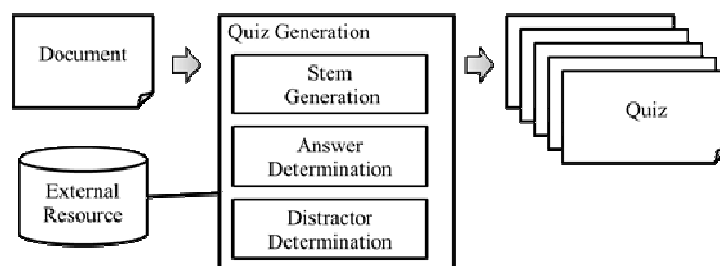 Document
Quiz Generation
Stem
Generation
Answer
Determination
Distractor
Determination
External
Resource
Quiz